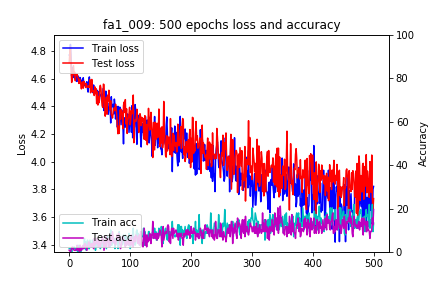 fa1_009: 500 epochs loss and accuracy
Train loss
Test loss
Train acc
Test acc
Loss
Accuracy
4.8
4.6
4.4
4.2
4.0
3.8
3.6
3.4
100
80
60
40
20
0
0 100 200 300 400 500